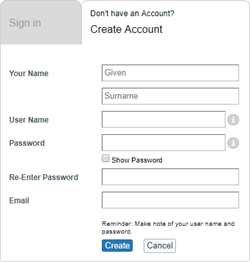 Sign in
Don't have an Account?
Create Account
Your Name
Given
Surname
User Name
i
Password
i
Show Password
Re-Enter Password
Email
Reminder: Make note of your user name and
password.
Create
Cancel